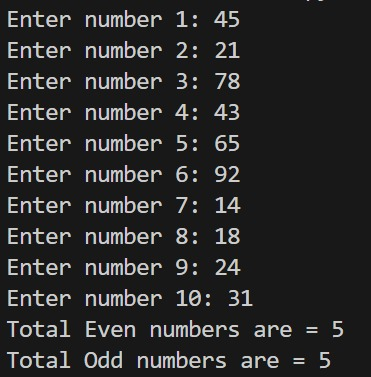 Enter number 1: 45
Enter number 2: 21
Enter number 3: 78
Enter number 4: 43
Enter number 5: 65
Enter number 6: 92
Enter number 7: 14
Enter number 8: 18
Enter number 9: 24
Enter number 10: 31
Total Even numbers are = 5
Total Odd numbers are = 5